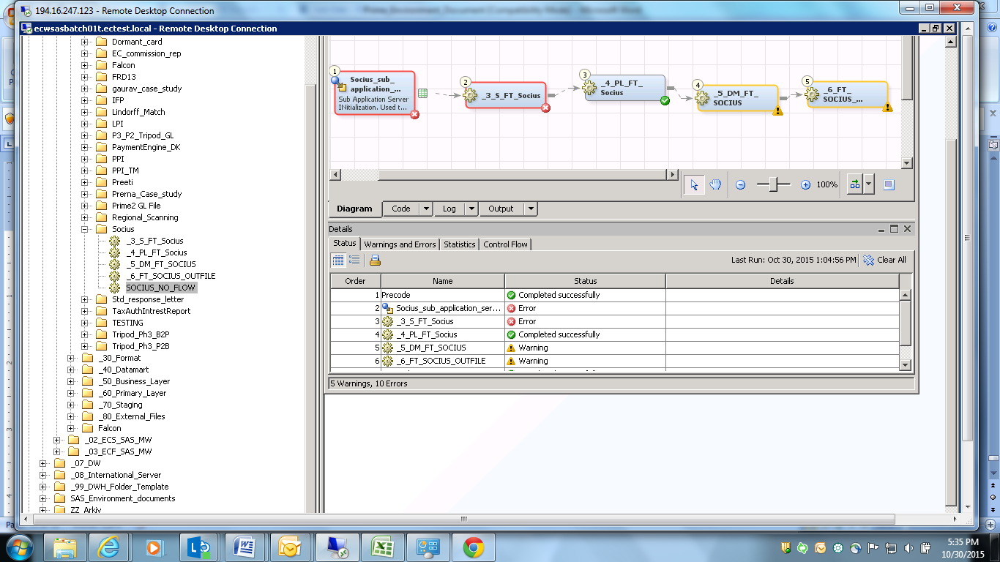 194.16.247.123 - Remote Desktop Connection
ecwsasbatch01t.ectest.local - Remote Desktop Connection
Dormant_card
EC_commission_rep
Falcon
FRD13
gaurav_case_study
IFP
Lindorff_Match
LPI
P3_P2_Tripod_GL
PaymentEngine_DK
PPI
PPI_TM
Preeti
Prerna_Case_study
Prime2 GL File
Regional_Scanning
Socius
_3_S_FT_Socius
_4_PL_FT_Socius
_5_DM_FT_SOCIUS
_6_FT_SOCIUS_OUTFILE
SOCIUS_NO_FLOW
Std_response_letter
TaxAuthIntrestReport
TESTING
Tripod_Ph3_B2P
Tripod_Ph3_P2B
_30_Format
_40_Datamart
_50_Business_Layer
_60_Primary_Layer
_70_Staging
_80_External_Files
Falcon
_02_ECS_SAS_MW
_03_ECF_SAS_MW
_07_DW
_08_International_Server
_99_DWH_Folder_Template
SAS_Environment_documents
ZZ_Arkiv
1
Socius_sub_
application_...
Sub Application Server
INitialization. Used t...
2
_3_S_FT_Socius
3
_4_PL_FT_
Socius
4
_5_DM_FT_
SOCIUS
5
_6_FT_
SOCIUS_...
100%
Diagram Code Log Output
Details
Status Warnings and Errors Statistics Control Flow
Last Run: Oct 30, 2015 1:04:56 PM Clear All
Order Name Status Details
1 Precode Completed successfully
2 Socius_sub_application_ser... Error
3 _3_S_FT_Socius Error
4 _4_PL_FT_Socius Completed successfully
5 _5_DM_FT_SOCIUS Warning
6 _6_FT_SOCIUS_OUTFILE Warning
5 Warnings, 10 Errors
5:35 PM
10/30/2015